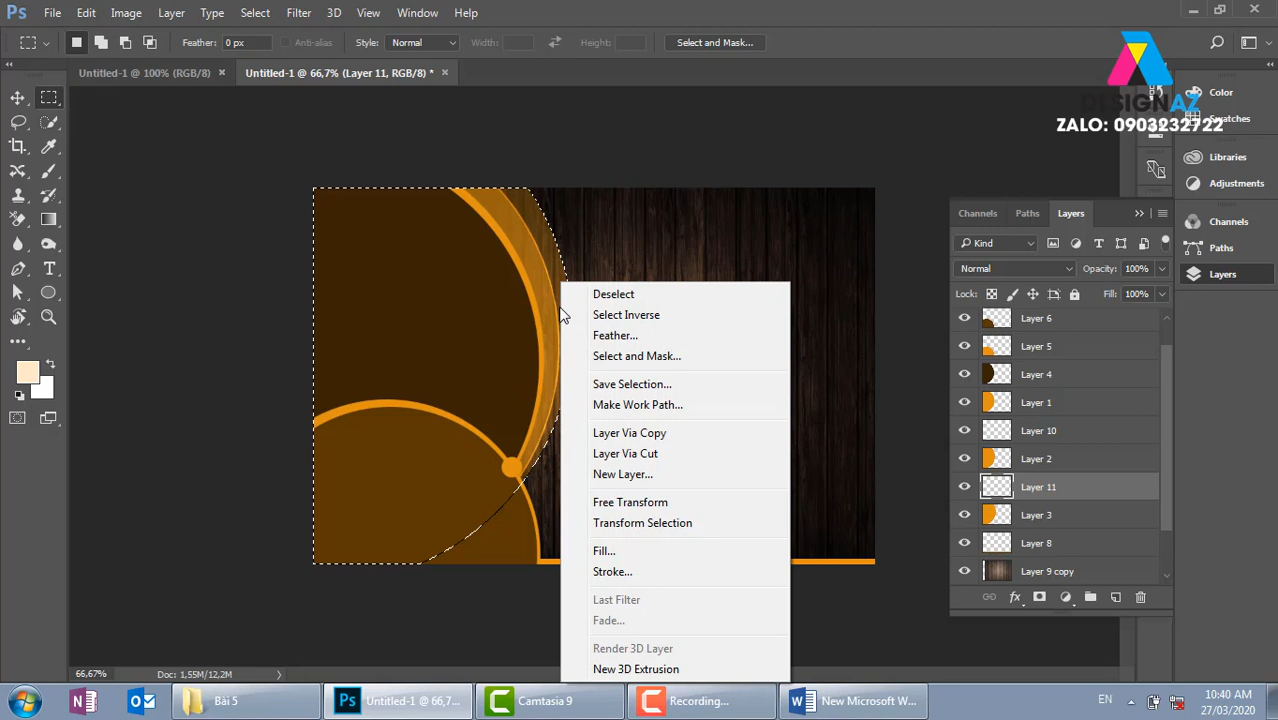 Ps File Edit Image Layer Type Select Filter 3D View Window Help
Feather: 0 px Anti-alias Style: Normal Width: Height: Select and Mask...
Untitled-1 @ 100% (RGB/8) × Untitled-1 @ 66,7% (Layer 11, RGB/8) * ×
DESIGNAZ
ZALO: 0903232722
Color
Swatches
Libraries
Adjustments
Channels
Paths
Layers
Channels Paths Layers
Kind
Normal Opacity: 100%
Lock: Fill: 100%
Layer 6
Layer 5
Layer 4
Layer 1
Layer 10
Layer 2
Layer 11
Layer 3
Layer 8
Layer 9 copy
fx
Deselect
Select Inverse
Feather...
Select and Mask...
Save Selection...
Make Work Path...
Layer Via Copy
Layer Via Cut
New Layer...
Free Transform
Transform Selection
Fill...
Stroke...
Last Filter
Fade...
Render 3D Layer
New 3D Extrusion
66,67% Doc: 1,55M/12,2M
Bài 5
Untitled-1 @ 66,7...
Camtasia 9
Recording...
New Microsoft W...
EN
10:40 AM
27/03/2020